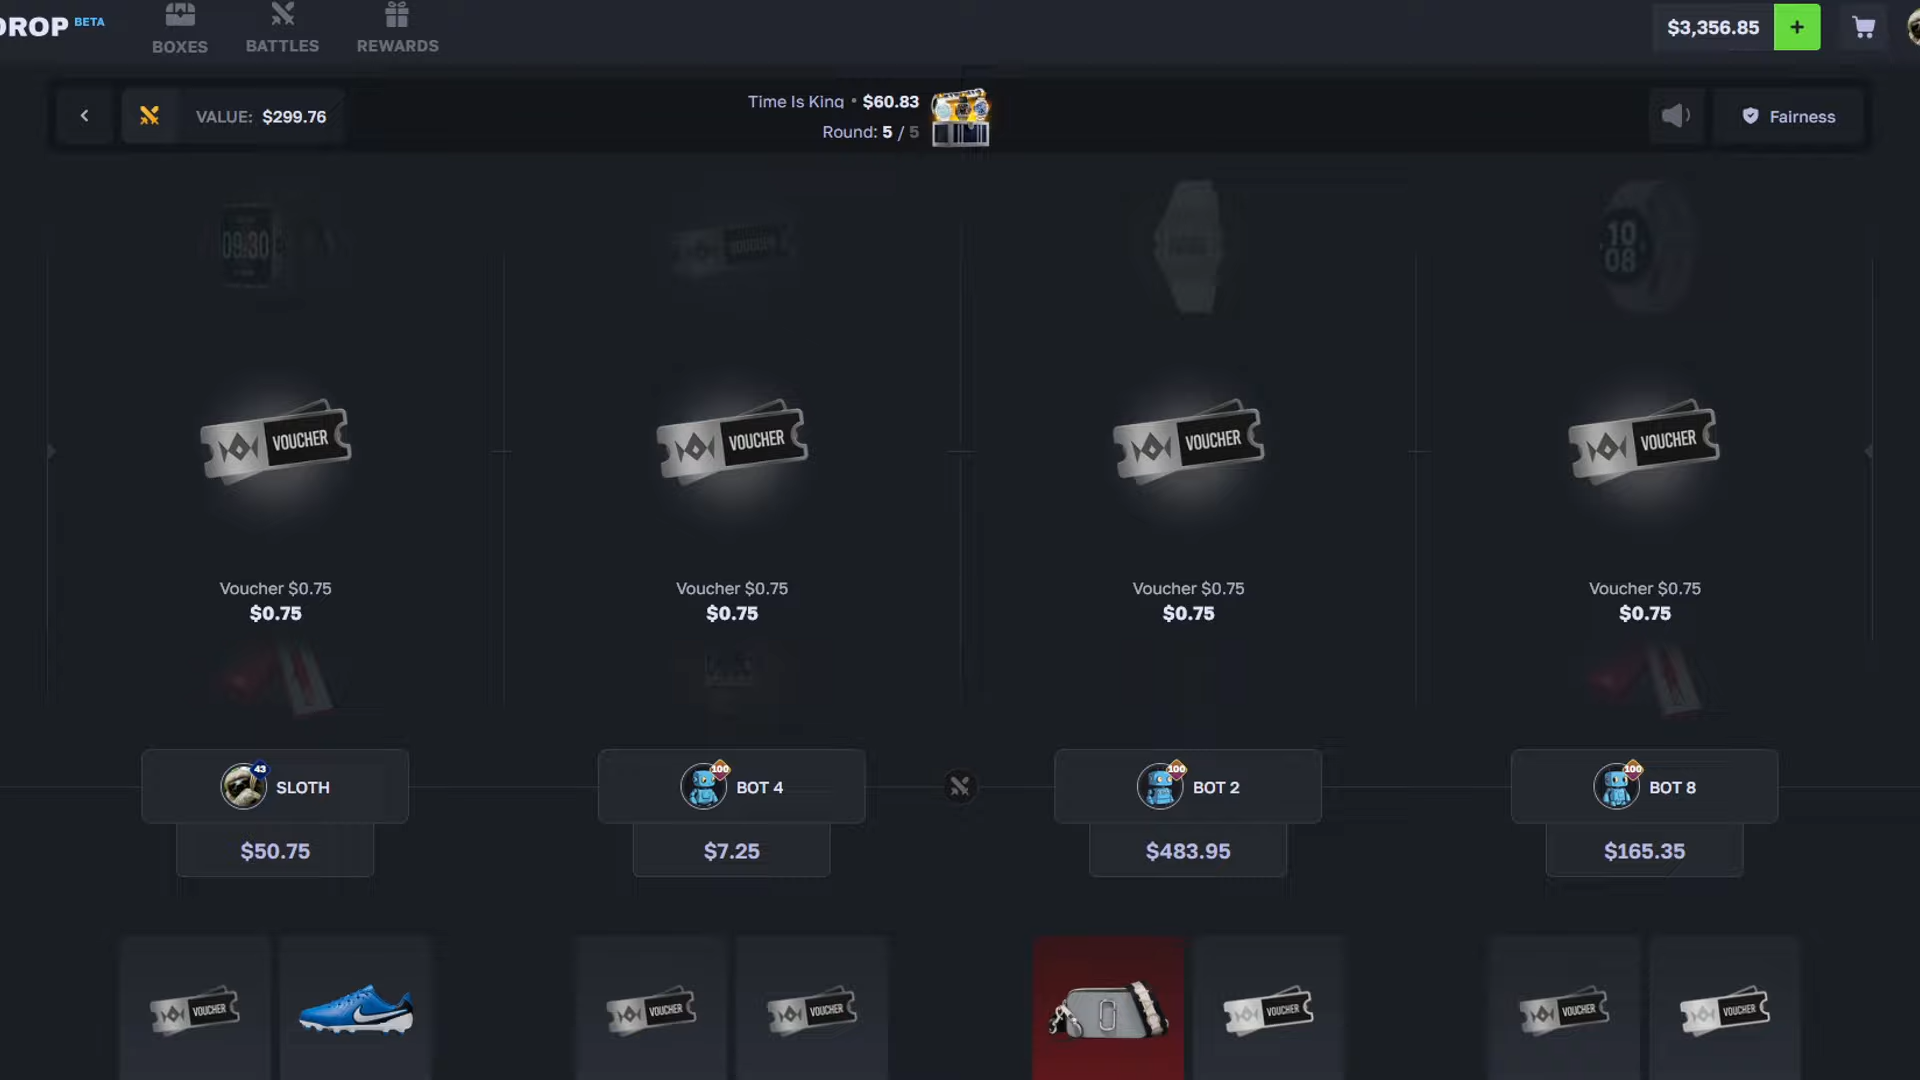 DROP BETA
BOXES
BATTLES
REWARDS
$3,356.85
+
VALUE: $299.76
Time Is King • $60.83
Round: 5 / 5
Fairness
09:30
VOUCHER
10
08
VOUCHER
VOUCHER
VOUCHER
VOUCHER
Voucher $0.75
$0.75
Voucher $0.75
$0.75
Voucher $0.75
$0.75
Voucher $0.75
$0.75
43
SLOTH
$50.75
100
BOT 4
$7.25
100
BOT 2
$483.95
100
BOT 8
$165.35
VOUCHER
VOUCHER
VOUCHER
VOUCHER
VOUCHER
VOUCHER